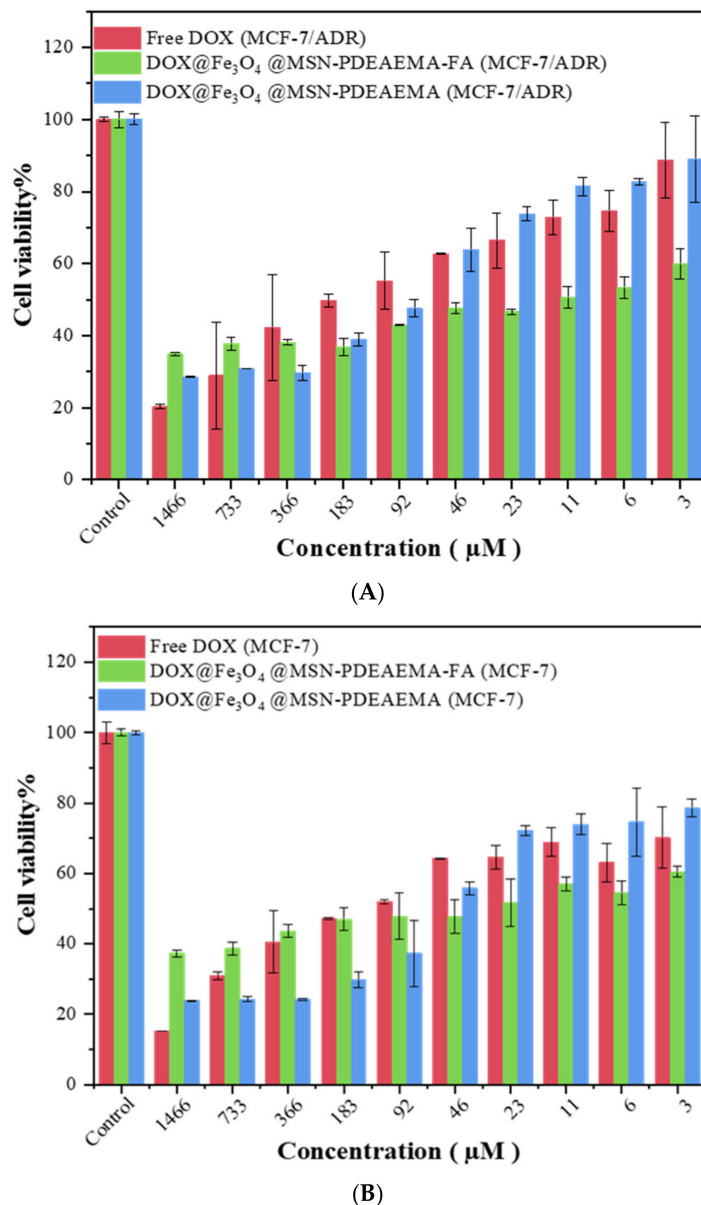 120
100
80
60
40
20
0
Cell viability%
Free DOX (MCF-7/ADR)
DOX@Fe₃O₄ @MSN-PDEAEMA-FA (MCF-7/ADR)
DOX@Fe₃O₄ @MSN-PDEAEMA (MCF-7/ADR)
Control 1466 733 366 183 92 46 23 11 6 3
Concentration ( µM )
(A)
120
100
80
60
40
20
0
Cell viability%
Free DOX (MCF-7)
DOX@Fe₃O₄ @MSN-PDEAEMA-FA (MCF-7)
DOX@Fe₃O₄ @MSN-PDEAEMA (MCF-7)
Control 1466 733 366 183 92 46 23 11 6 3
Concentration ( µM )
(B)